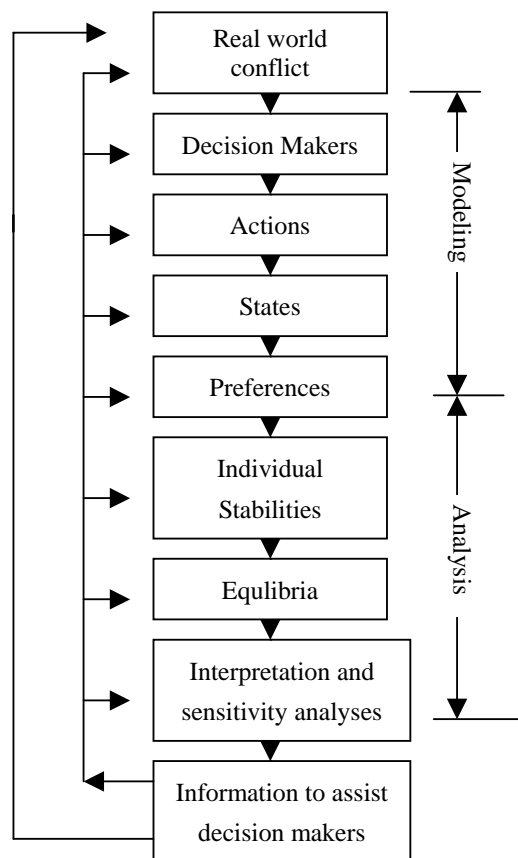 Real world
conflict
Decision Makers
Actions
States
Preferences
Individual
Stabilities
Equlibria
Interpretation and
sensitivity analyses
Information to assist
decision makers
Modeling
Analysis